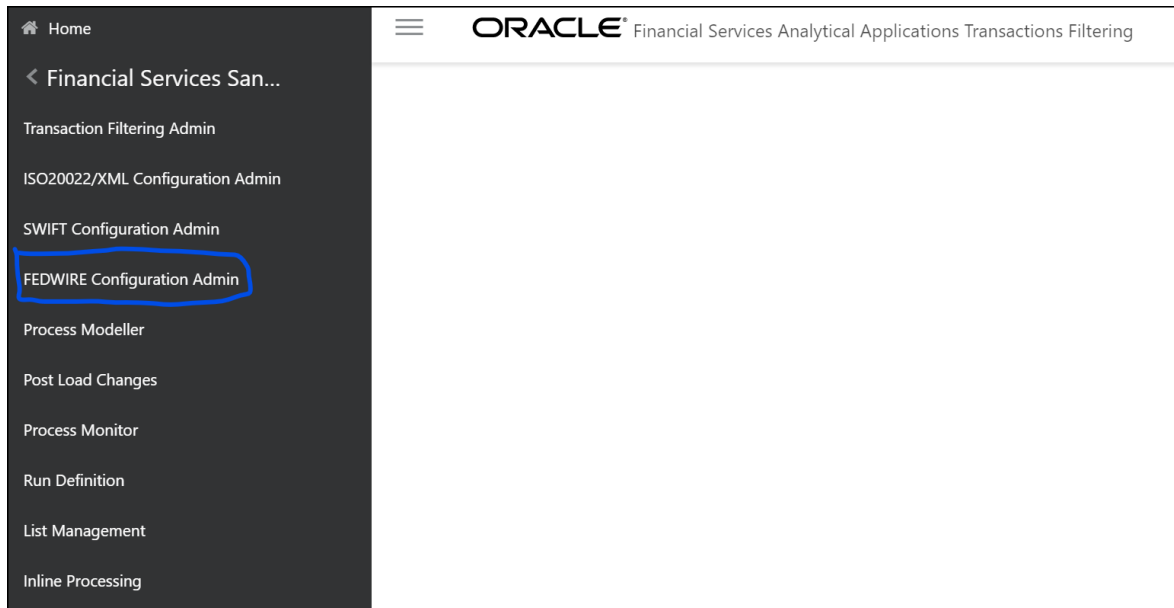 Home
ORACLE® Financial Services Analytical Applications Transactions Filtering
Financial Services San...
Transaction Filtering Admin
ISO20022/XML Configuration Admin
SWIFT Configuration Admin
FEDWIRE Configuration Admin
Process Modeller
Post Load Changes
Process Monitor
Run Definition
List Management
Inline Processing